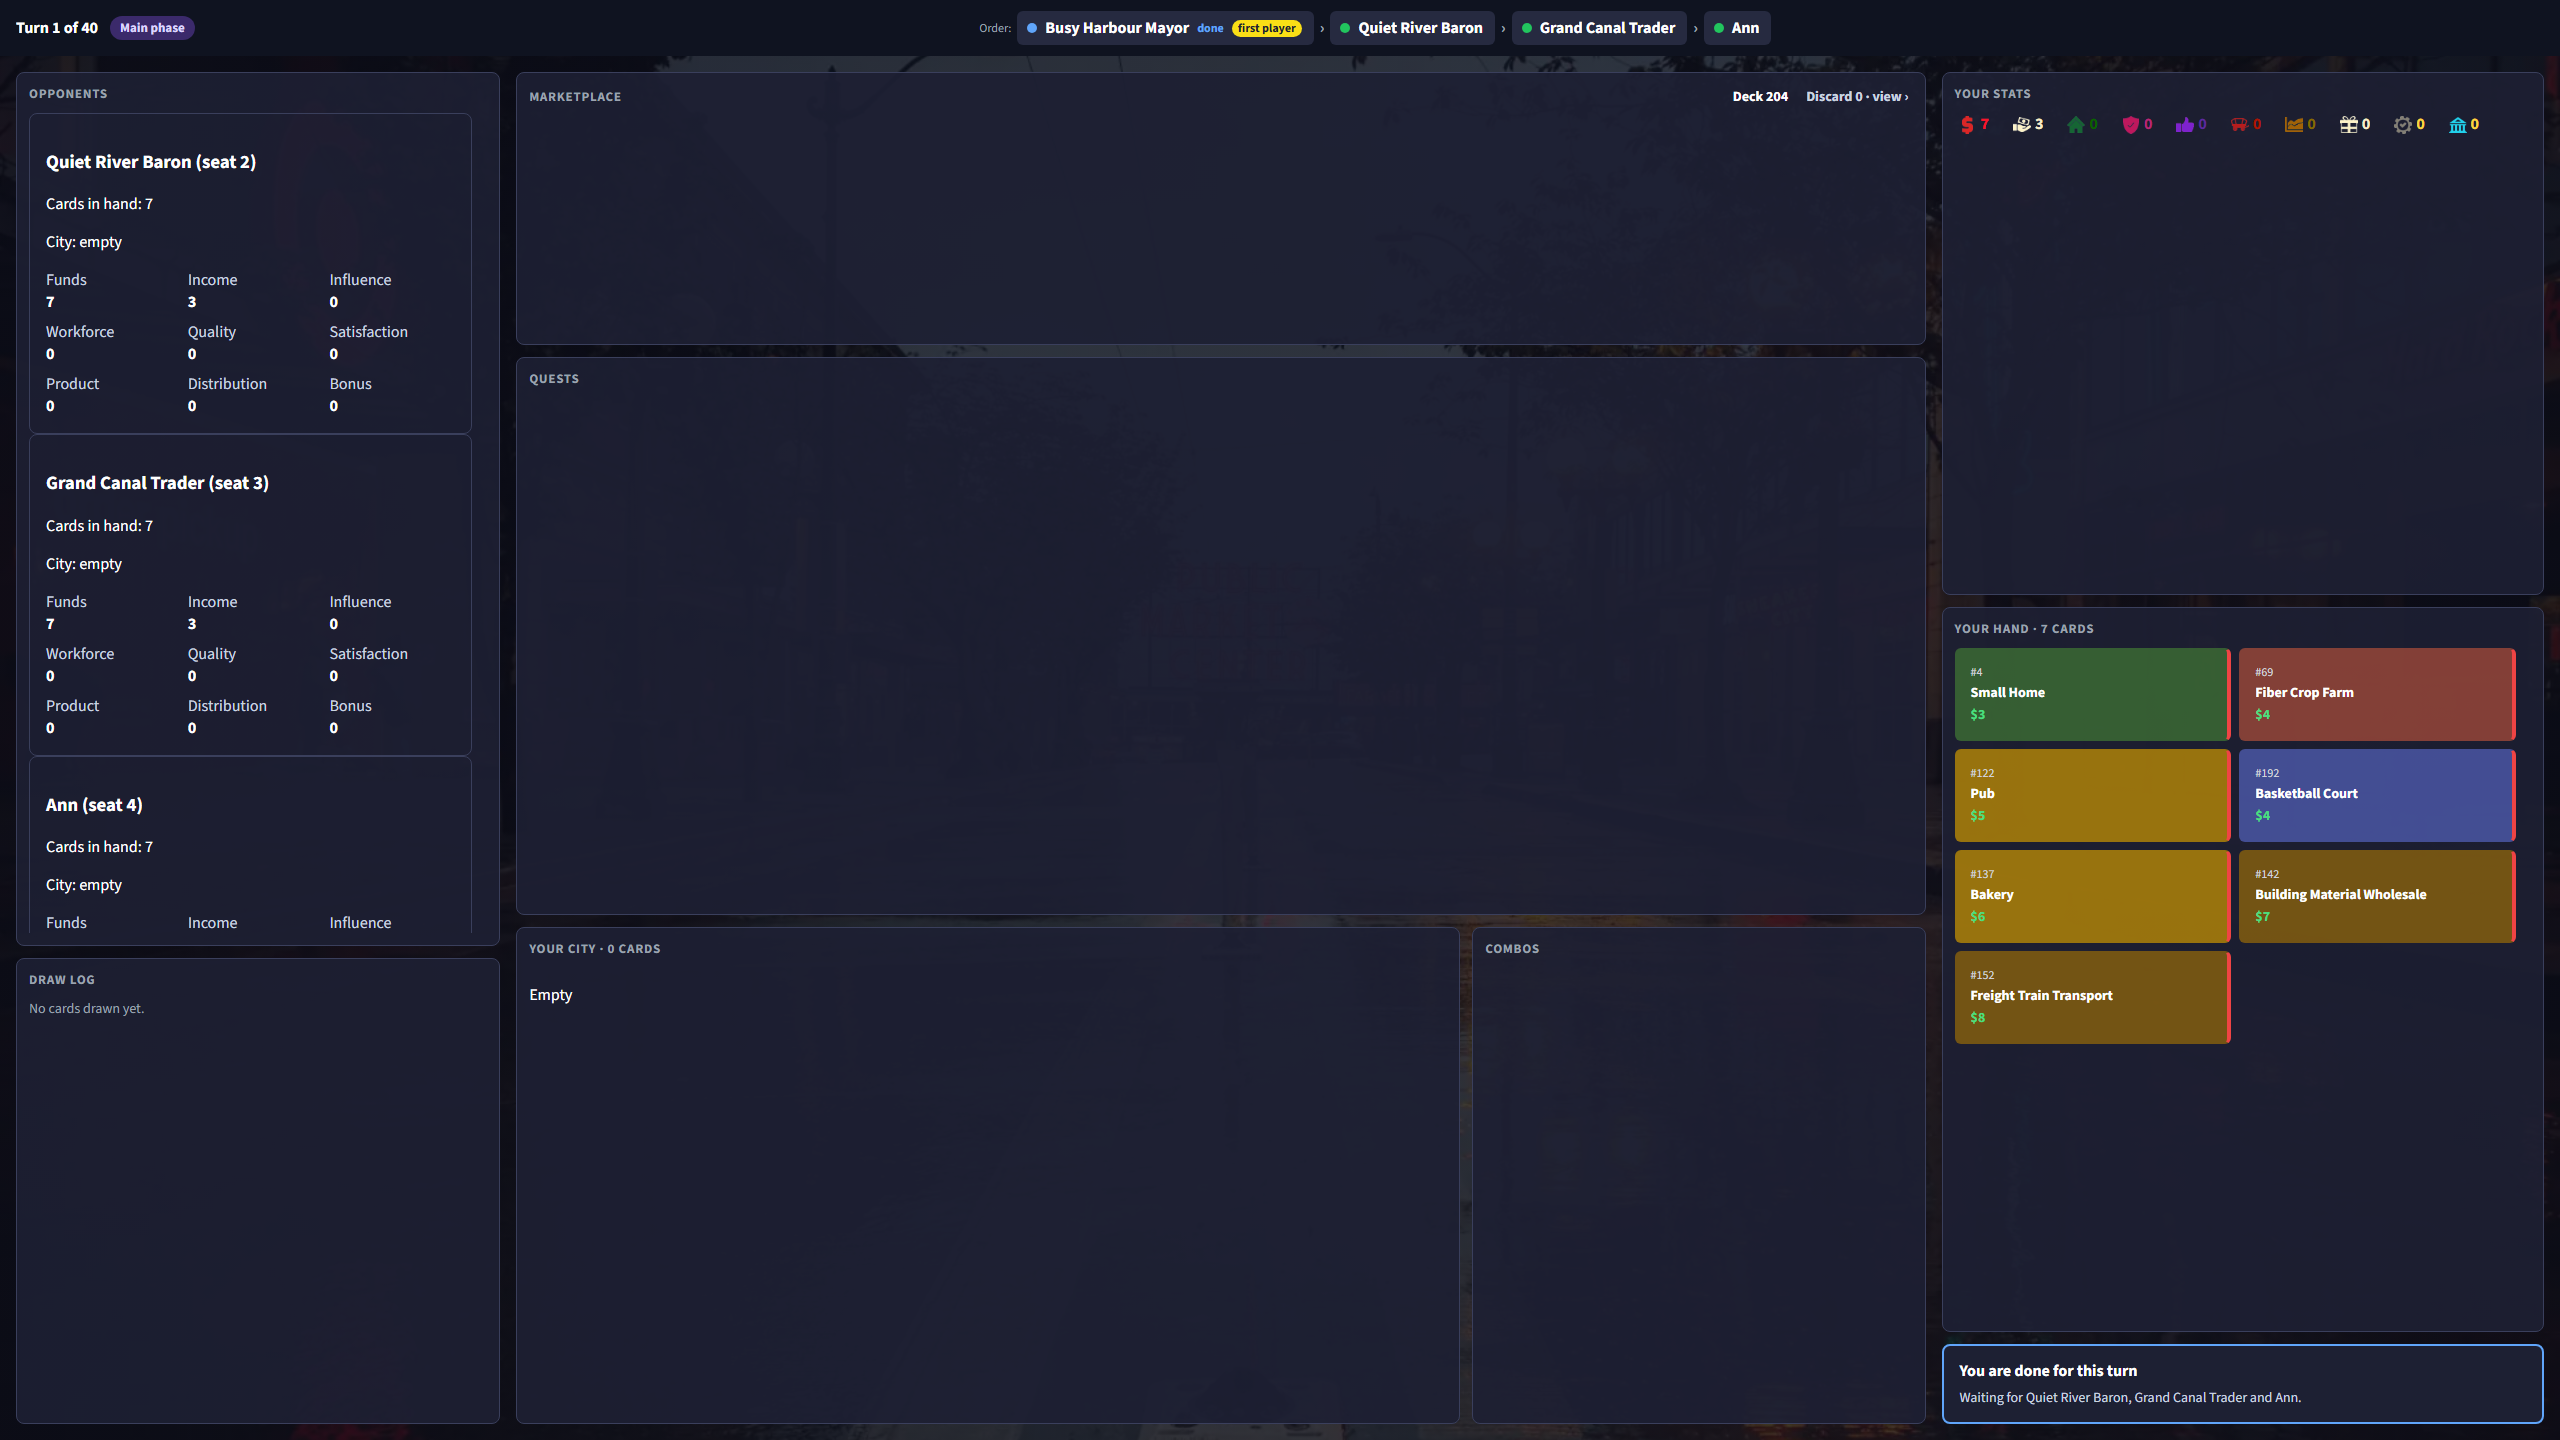 Turn 1 of 40 Main phase
Order: Busy Harbour Mayor done first player › Quiet River Baron › Grand Canal Trader › Ann
OPPONENTS
Quiet River Baron (seat 2)
Cards in hand: 7
City: empty
Funds Income Influence
7 3 0
Workforce Quality Satisfaction
0 0 0
Product Distribution Bonus
0 0 0
Grand Canal Trader (seat 3)
Cards in hand: 7
City: empty
Funds Income Influence
7 3 0
Workforce Quality Satisfaction
0 0 0
Product Distribution Bonus
0 0 0
Ann (seat 4)
Cards in hand: 7
City: empty
Funds Income Influence
DRAW LOG
No cards drawn yet.
MARKETPLACE
Deck 204 Discard 0 · view ›
QUESTS
YOUR CITY · 0 CARDS
Empty
COMBOS
YOUR STATS
7 3 0 0 0 0 0 0 0 0
YOUR HAND · 7 CARDS
#4
Small Home
$3
#69
Fiber Crop Farm
$4
#122
Pub
$5
#192
Basketball Court
$4
#137
Bakery
$6
#142
Building Material Wholesale
$7
#152
Freight Train Transport
$8
You are done for this turn
Waiting for Quiet River Baron, Grand Canal Trader and Ann.